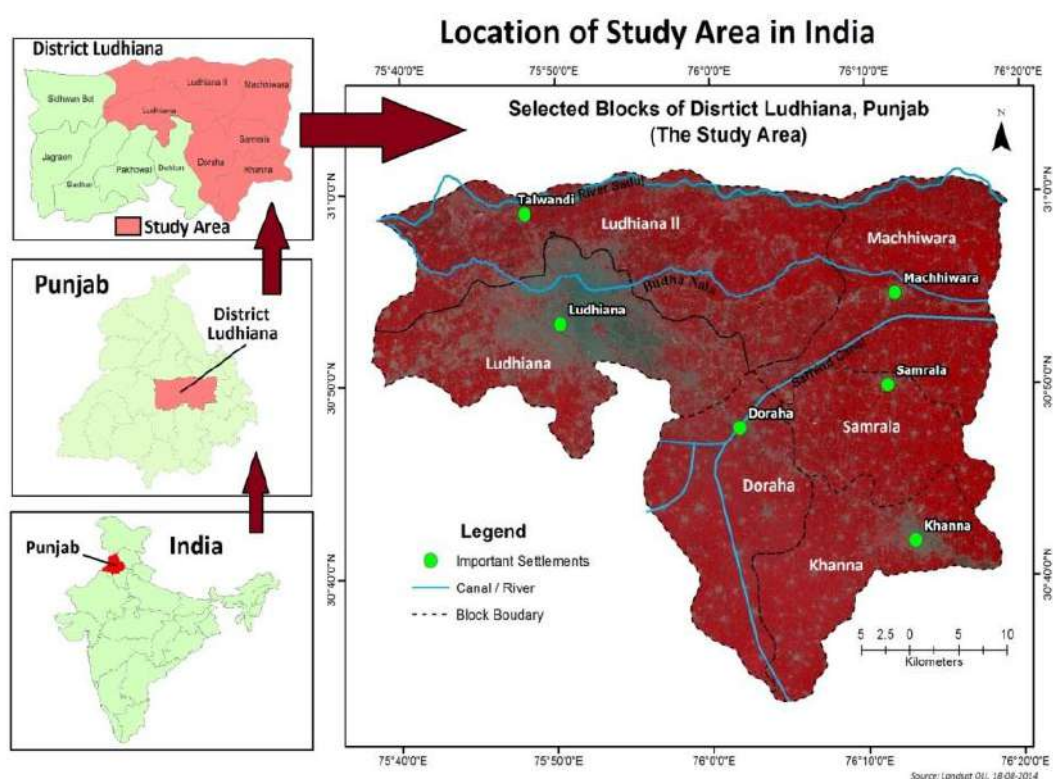 Location of Study Area in India
District Ludhiana
Sidhwan Bet
Ludhiana II
Machhiwara
Ludhiana
Samrala
Jagraon
Pakhowal
Doraha
Khanna
Study Area
Punjab
District
Ludhiana
Punjab
India
75°40'0"E
75°50'0"E
76°0'0"E
76°10'0"E
76°20'0"E
Selected Blocks of Disrtict Ludhiana, Punjab
(The Study Area)
N
31°0'0"N
30°50'0"N
30°40'0"N
River Satluj
Talwandi
Ludhiana II
Machhiwara
Machhiwara
Budha Nala
Ludhiana
Ludhiana
Samrala
Doraha
Samrala
Doraha
Khanna
Khanna
Legend
Important Settlements
Canal / River
Block Boudary
5 2.5 0 5 10
Kilometers
31°0'0"N
30°50'0"N
30°40'0"N
75°40'0"E
75°50'0"E
76°0'0"E
76°10'0"E
76°20'0"E
Source: Landsat OLI, 18-08-2014